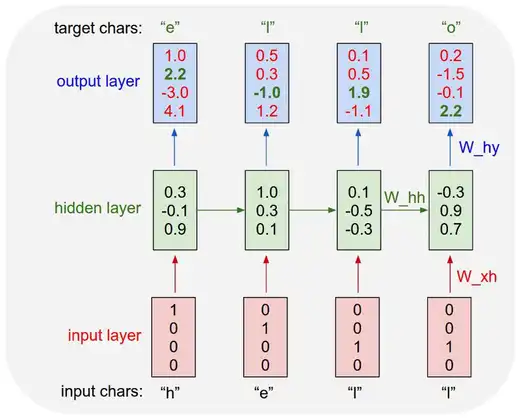 target chars: “e” “l” “l” “o”
output layer
1.0 0.5 0.1 0.2
2.2 0.3 0.5 -1.5
-3.0 -1.0 1.9 -0.1
4.1 1.2 -1.1 2.2
W_hy
hidden layer
0.3 1.0 0.1 -0.3
-0.1 0.3 -0.5 0.9
0.9 0.1 -0.3 0.7
W_hh
W_xh
input layer
1 0 0 0
0 1 0 0
0 0 1 1
0 0 0 0
input chars: “h” “e” “l” “l”